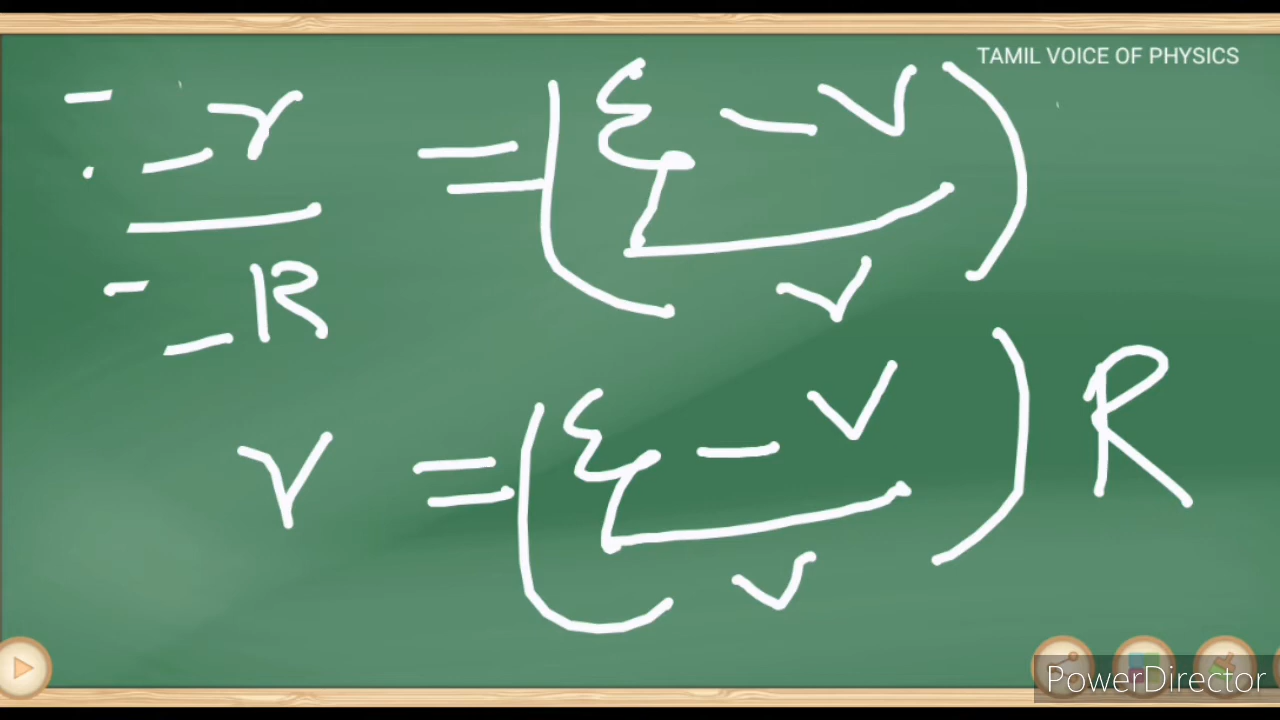 TAMIL VOICE OF PHYSICS
r/R = (ξ - V / V)
r = (ξ - V / V) R
PowerDirector